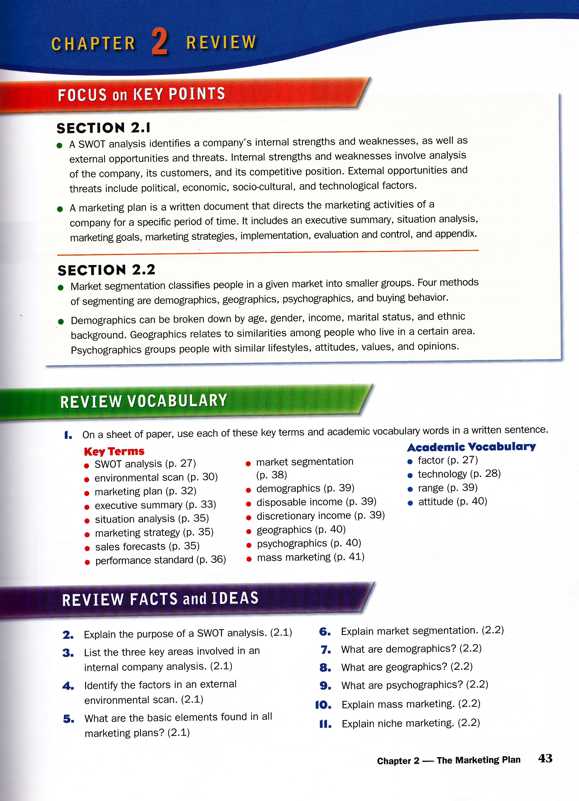 CHAPTER 2 REVIEW
FOCUS on KEY POINTS
SECTION 2.1
• A SWOT analysis identifies a company's internal strengths and weaknesses, as well as
external opportunities and threats. Internal strengths and weaknesses involve analysis
of the company, its customers, and its competitive position. External opportunities and
threats include political, economic, socio-cultural, and technological factors.
• A marketing plan is a written document that directs the marketing activities of a
company for a specific period of time. It includes an executive summary, situation analysis,
marketing goals, marketing strategies, implementation, evaluation and control, and appendix.
SECTION 2.2
• Market segmentation classifies people in a given market into smaller groups. Four methods
of segmenting are demographics, geographics, psychographics, and buying behavior.
• Demographics can be broken down by age, gender, income, marital status, and ethnic
background. Geographics relates to similarities among people who live in a certain area.
Psychographics groups people with similar lifestyles, attitudes, values, and opinions.
REVIEW VOCABULARY
1. On a sheet of paper, use each of these key terms and academic vocabulary words in a written sentence.
Key Terms
• SWOT analysis (p. 27)
• environmental scan (p. 30)
• marketing plan (p. 32)
• executive summary (p. 33)
• situation analysis (p. 35)
• marketing strategy (p. 35)
• sales forecasts (p. 35)
• performance standard (p. 36)
• market segmentation
(p. 38)
• demographics (p. 39)
• disposable income (p. 39)
• discretionary income (p. 39)
• geographics (p. 40)
• psychographics (p. 40)
• mass marketing (p. 41)
Academic Vocabulary
• factor (p. 27)
• technology (p. 28)
• range (p. 39)
• attitude (p. 40)
REVIEW FACTS and IDEAS
2. Explain the purpose of a SWOT analysis. (2.1)
3. List the three key areas involved in an
internal company analysis. (2.1)
4. Identify the factors in an external
environmental scan. (2.1)
5. What are the basic elements found in all
marketing plans? (2.1)
6. Explain market segmentation. (2.2)
7. What are demographics? (2.2)
8. What are geographics? (2.2)
9. What are psychographics? (2.2)
10. Explain mass marketing. (2.2)
11. Explain niche marketing. (2.2)
Chapter 2 — The Marketing Plan 43